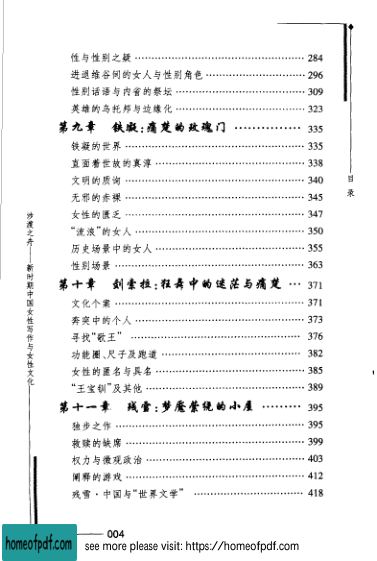 性与性别之疑 284
进退维谷间的女人与性别角色 296
性别话语与内省的祭坛 309
英雄的乌托邦与边缘化 323
第九章 铁凝:痛楚的玫瑰门 335
铁凝的世界 335
直面着世故的真淳 338
文明的质询 340
无邪的赤裸 345
女性的匮乏 347
“流浪”的女人 350
历史场景中的女人 355
性别场景 363
第十章 刘索拉:狂舞中的迷茫与痛楚 371
文化个案 371
奔突中的个人 373
寻找“歌王” 376
功能圈、尺子及跑道 382
女性的匿名与具名 385
“王宝钏”及其他 389
第十一章 残雪:梦魇萦绕的小屋 395
独步之作 395
救赎的缺席 399
权力与微观政治 403
阐释的游戏 412
残雪·中国与“世界文学” 418
目录
涉渡之舟——新时期中国女性写作与女性文化
004
homeofpdf.com
see more please visit: https://homeofpdf.com